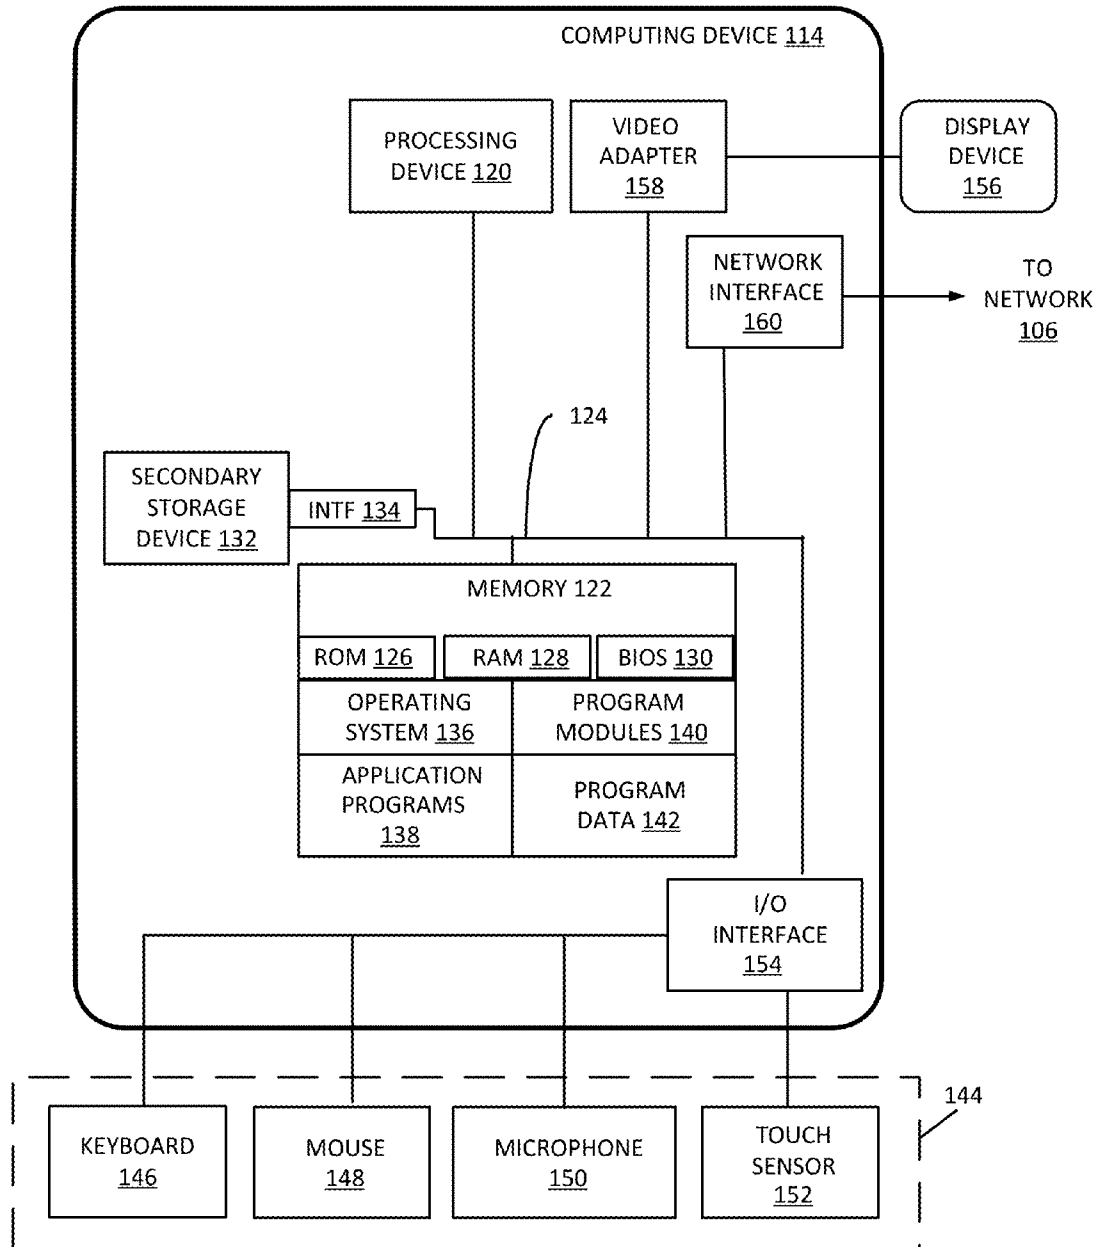 COMPUTING DEVICE 114
PROCESSING
DEVICE 120
VIDEO
ADAPTER
158
DISPLAY
DEVICE
156
NETWORK
INTERFACE
160
TO
NETWORK
106
124
SECONDARY
STORAGE
DEVICE 132
INTF 134
MEMORY 122
ROM 126
RAM 128
BIOS 130
OPERATING
SYSTEM 136
PROGRAM
MODULES 140
APPLICATION
PROGRAMS
138
PROGRAM
DATA 142
I/O
INTERFACE
154
144
KEYBOARD
146
MOUSE
148
MICROPHONE
150
TOUCH
SENSOR
152